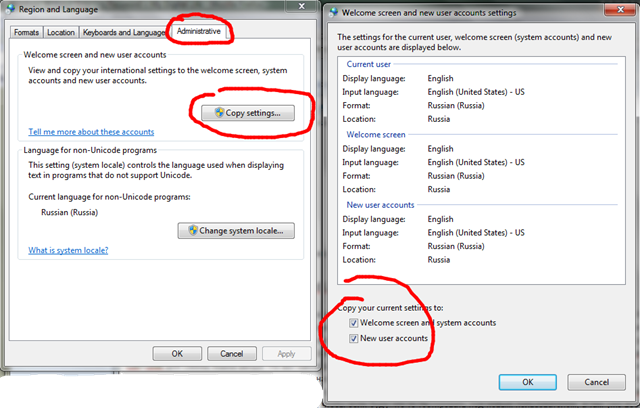 Region and Language
Formats
Location
Keyboards and Language
Administrative
Welcome screen and new user accounts
View and copy your international settings to the welcome screen, system
accounts and new user accounts.
Copy settings...
Tell me more about these accounts
Language for non-Unicode programs
This setting (system locale) controls the language used when displaying
text in programs that do not support Unicode.
Current language for non-Unicode programs:
Russian (Russia)
Change system locale...
What is system locale?
OK
Cancel
Apply
Welcome screen and new user accounts settings
The settings for the current user, welcome screen (system accounts) and new
user accounts are displayed below.
Current user
Display language: English
Input language: English (United States) - US
Format: Russian (Russia)
Location: Russia
Welcome screen
Display language: English
Input language: English (United States) - US
Format: Russian (Russia)
Location: Russia
New user accounts
Display language: English
Input language: English (United States) - US
Format: Russian (Russia)
Location: Russia
Copy your current settings to:
Welcome screen and system accounts
New user accounts
OK
Cancel